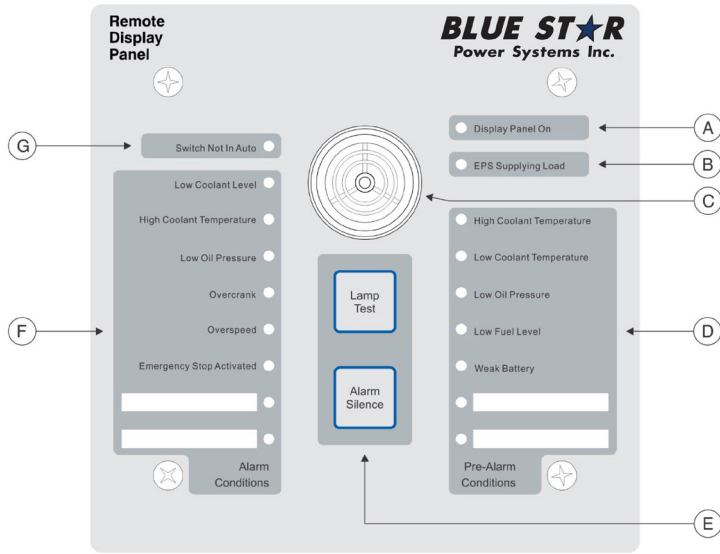 Remote
Display
Panel
BLUE ST★R
Power Systems Inc.
Switch Not In Auto
Display Panel On
EPS Supplying Load
Low Coolant Level
High Coolant Temperature
Low Oil Pressure
Overcrank
Overspeed
Emergency Stop Activated
Alarm
Conditions
Lamp
Test
Alarm
Silence
High Coolant Temperature
Low Coolant Temperature
Low Oil Pressure
Low Fuel Level
Weak Battery
Pre-Alarm
Conditions
A
B
C
D
E
F
G